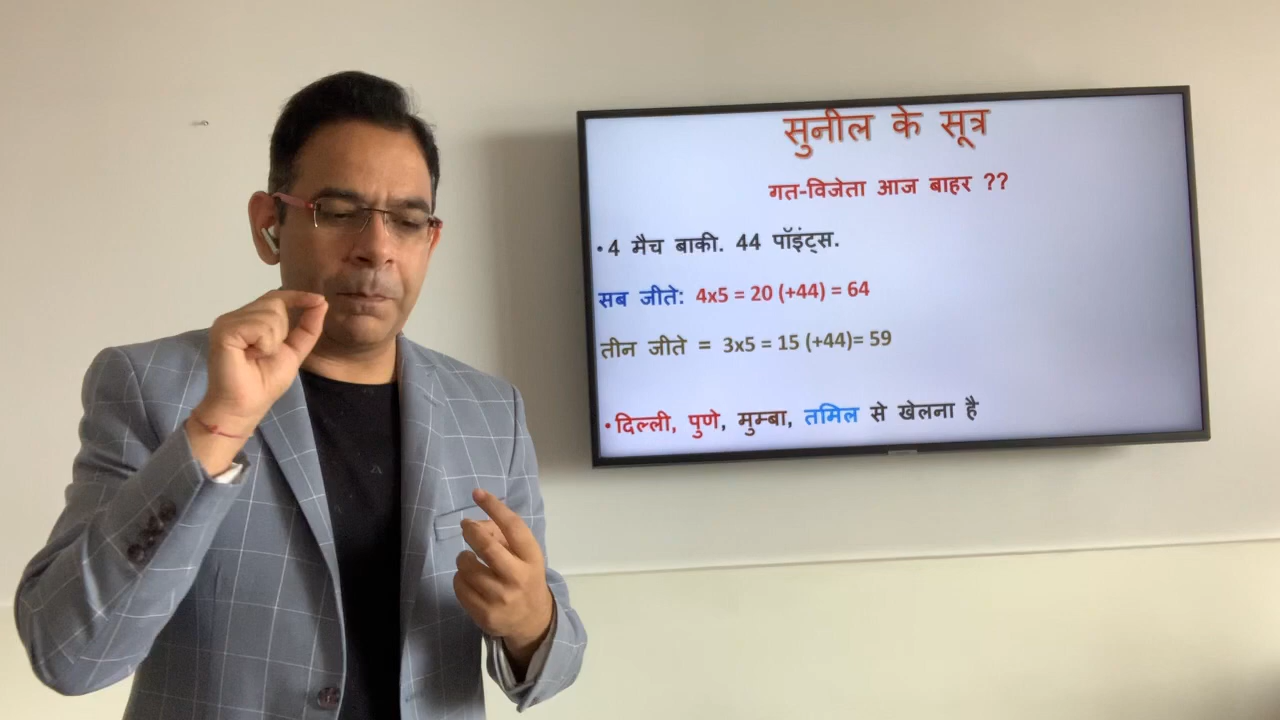 सुनील के सूत्र
गत-विजेता आज बाहर ??
•4 मैच बाकी. 44 पॉइंट्स.
सब जीते: 4x5 = 20 (+44) = 64
तीन जीते = 3x5 = 15 (+44)= 59
•दिल्ली, पुणे, मुम्बा, तमिल से खेलना है